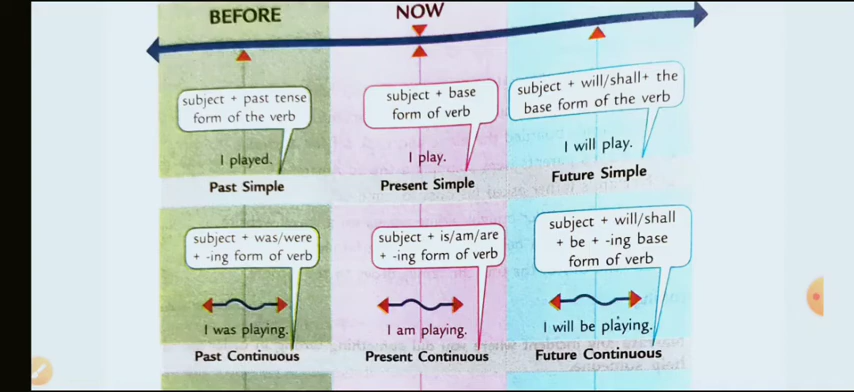 BEFORE
NOW
subject + past tense
form of the verb
subject + base
form of verb
subject + will/shall+ the
base form of the verb
I played.
I play.
I will play.
Past Simple
Present Simple
Future Simple
subject + was/were
+ -ing form of verb
subject + is/am/are
+ -ing form of verb
subject + will/shall
+ be + -ing base
form of verb
I was playing.
I am playing.
I will be playing.
Past Continuous
Present Continuous
Future Continuous